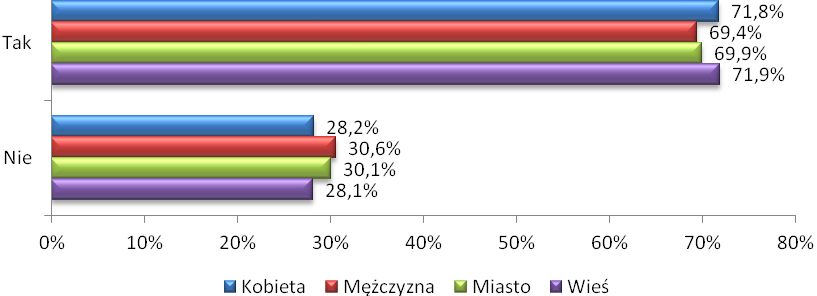 Tak
71,8%
69,4%
69,9%
71,9%
Nie
28,2%
30,6%
30,1%
28,1%
0% 10% 20% 30% 40% 50% 60% 70% 80%
Kobieta Mężczyzna Miasto Wieś